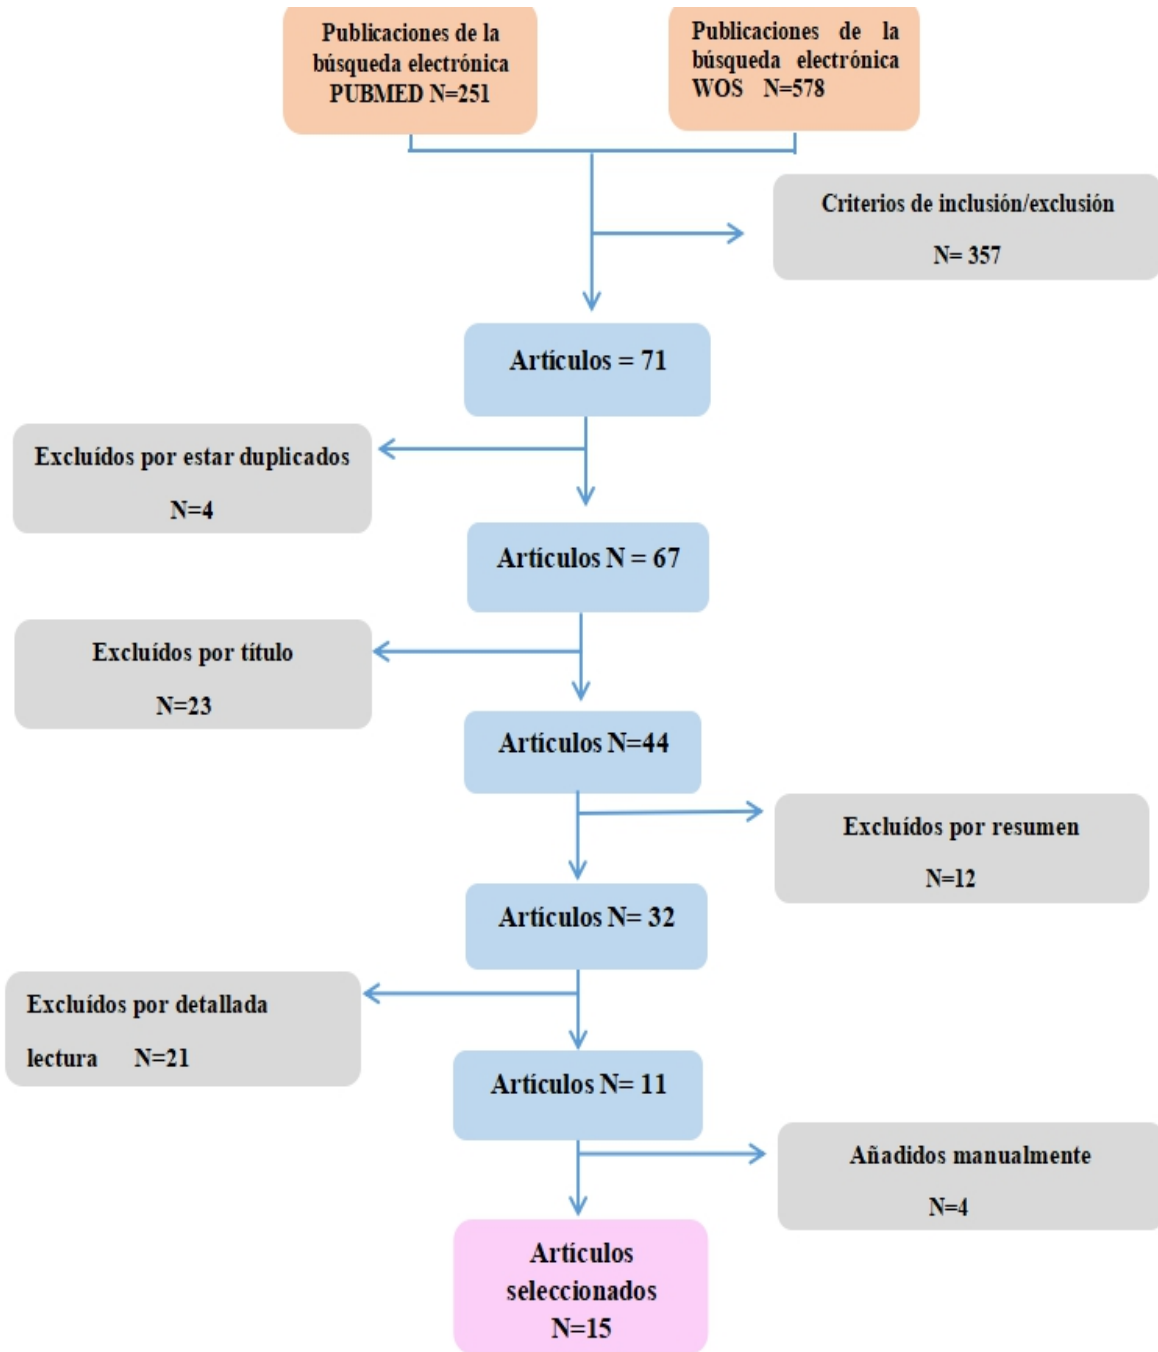 Publicaciones de la
búsqueda electrónica
PUBMED N=251
Publicaciones de la
búsqueda electrónica
WOS N=578
Criterios de inclusión/exclusión
N= 357
Artículos = 71
Excluídos por estar duplicados
N=4
Artículos N = 67
Excluídos por título
N=23
Artículos N=44
Excluídos por resumen
N=12
Artículos N= 32
Excluídos por detallada
lectura N=21
Artículos N= 11
Añadidos manualmente
N=4
Artículos
seleccionados
N=15